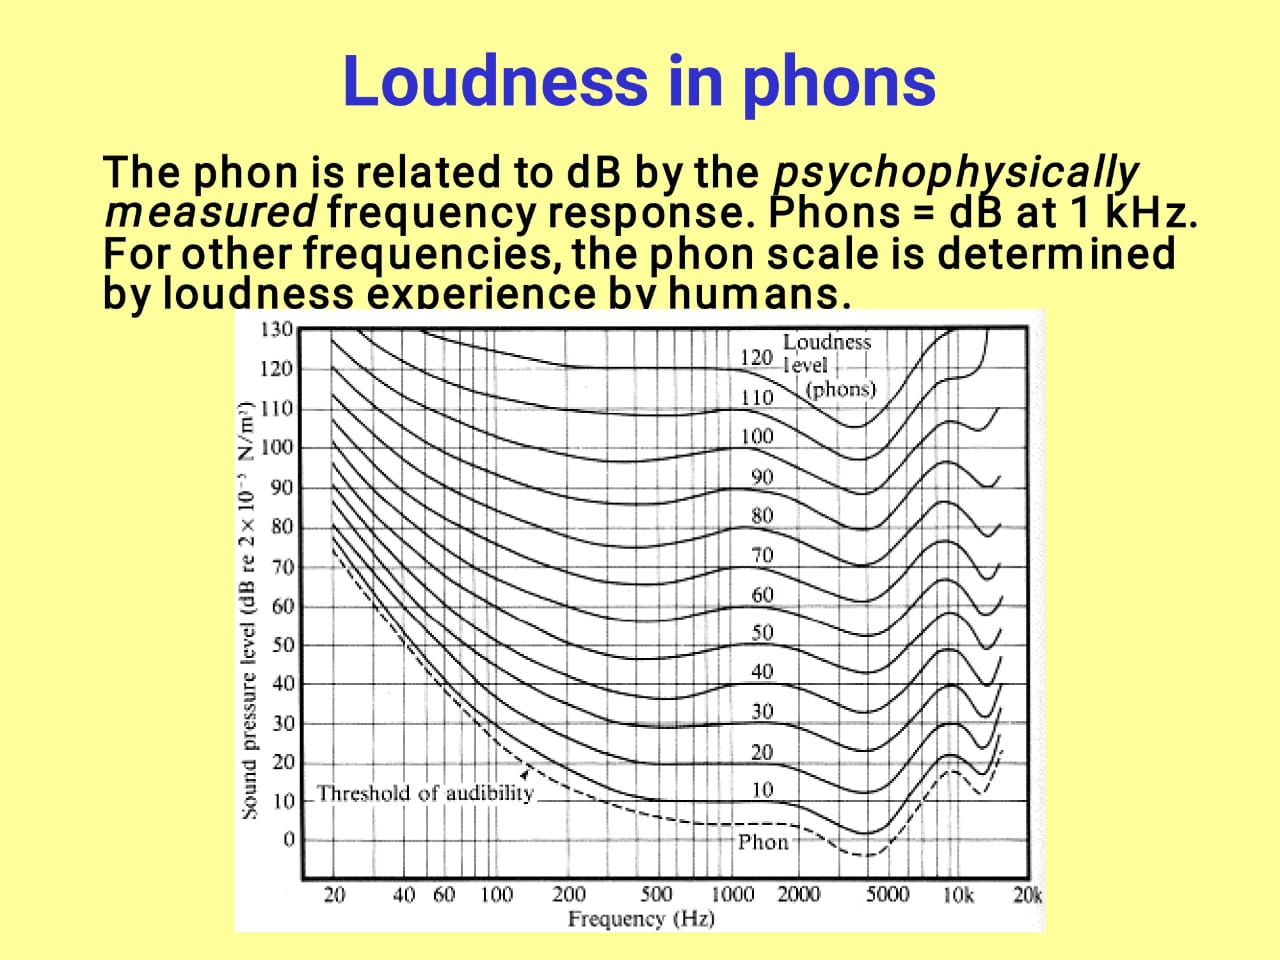 Loudness in phons
The phon is related to dB by the psychophysically
measured frequency response. Phons = dB at 1 kHz.
For other frequencies, the phon scale is determined
by loudness experience by humans.
130
120
110
100
90
80
70
60
50
40
30
20
10
0
Sound pressure level (dB re 2 × 10⁻⁵ N/m²)
Loudness
level
(phons)
120
110
100
90
80
70
60
50
40
30
20
10
Phon
Threshold of audibility
20 40 60 100 200 500 1000 2000 5000 10k 20k
Frequency (Hz)